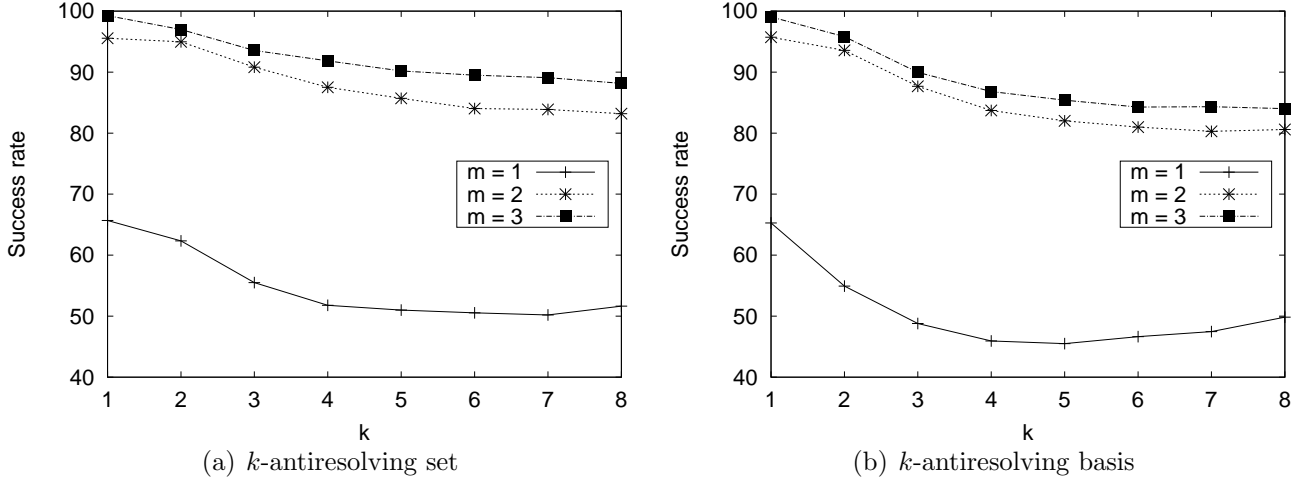 100
90
80
70
60
50
40
Success rate
m = 1
m = 2
m = 3
1 2 3 4 5 6 7 8
k
(a) k-antiresolving set
100
90
80
70
60
50
40
Success rate
m = 1
m = 2
m = 3
1 2 3 4 5 6 7 8
k
(b) k-antiresolving basis